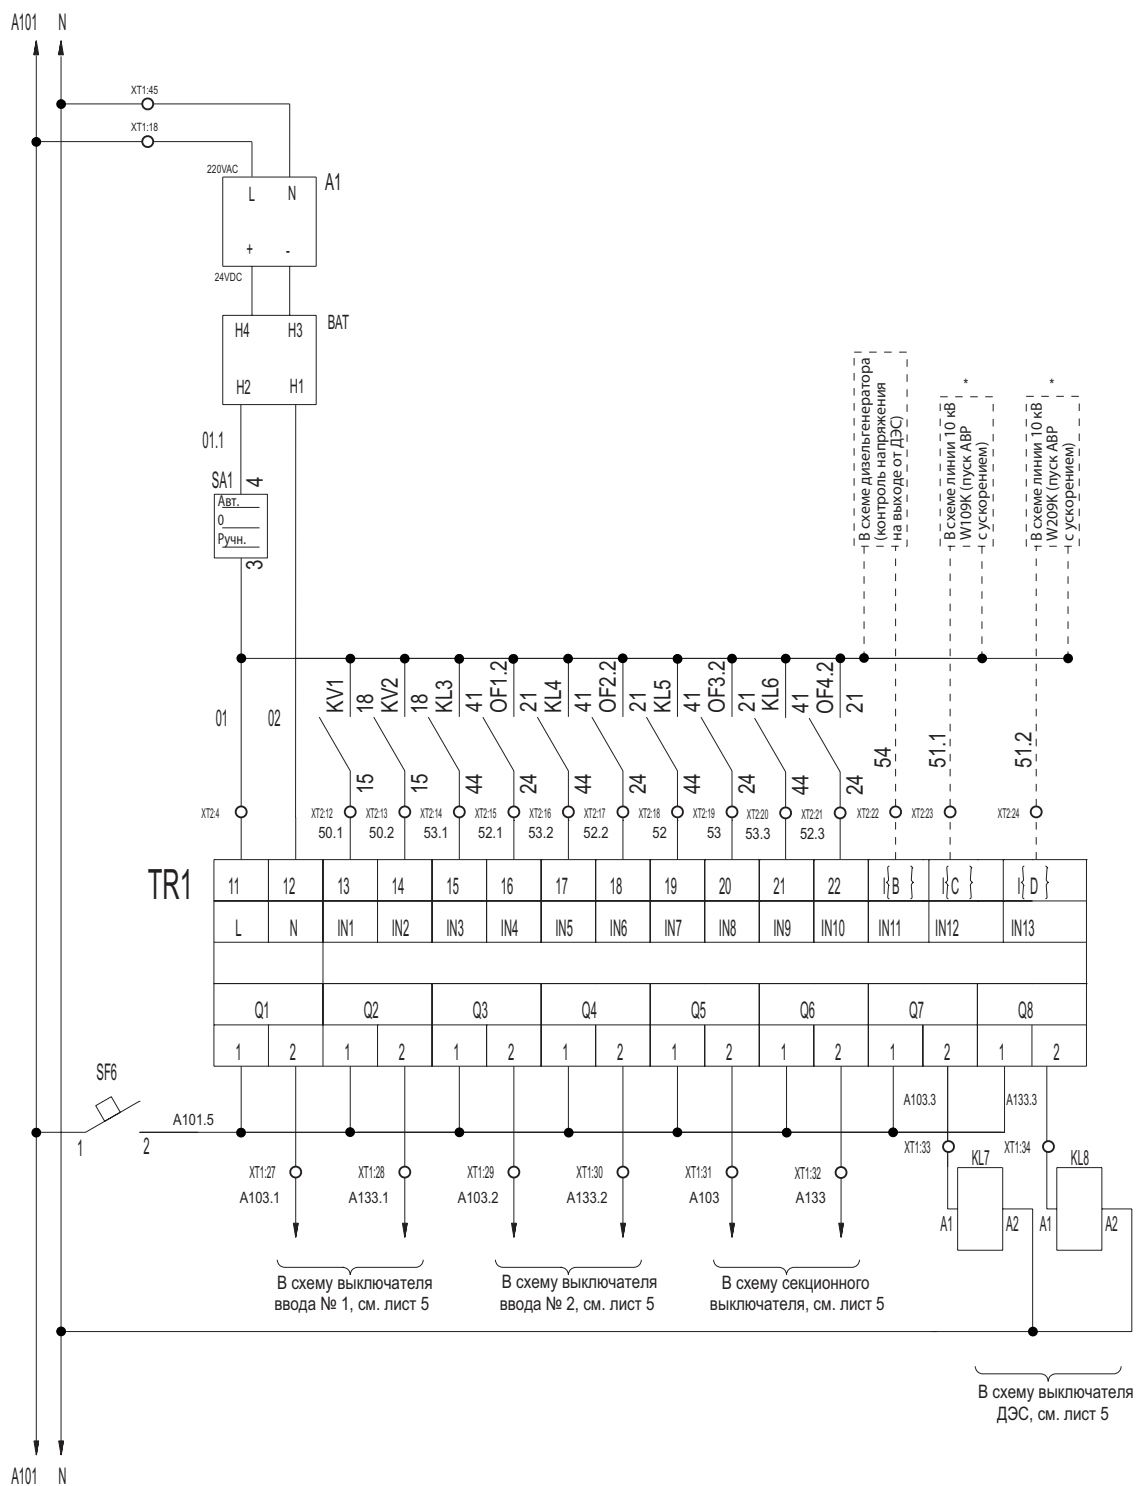 A101 N
XT1:45
XT1:18
220VAC
L N A1
+ -
24VDC
BAT
H4 H3
H2 H1
01.1
SA1 4
Авт.
0
Ручн.
3
В схеме дизельгенератора
(контроль напряжения
на выходе от ДЭС)
*
В схеме линии 10 кВ
W109K (пуск АВР
с ускорением)
*
В схеме линии 10 кВ
W209K (пуск АВР
с ускорением)
01 02
KV1 18 KV2 18 KL3 41 OF1.2 21 KL4 41 OF2.2 21 KL5 41 OF3.2 21 KL6 41 OF4.2 21
15 15 44 24 44 24 44 24 44 24
54 51.1 51.2
XT2:4 XT2:12 XT2:13 XT2:14 XT2:15 XT2:16 XT2:17 XT2:18 XT2:19 XT2:20 XT2:21 XT2:22 XT2:23 XT2:24
50.1 50.2 53.1 52.1 53.2 52.2 52 53 53.3 52.3
TR1
11 12 13 14 15 16 17 18 19 20 21 22 I{B } I{C } I{ D }
L N IN1 IN2 IN3 IN4 IN5 IN6 IN7 IN8 IN9 IN10 IN11 IN12 IN13
Q1 Q2 Q3 Q4 Q5 Q6 Q7 Q8
1 2 1 2 1 2 1 2 1 2 1 2 1 2 1 2
SF6
1 2
A101.5
A103.3 A133.3
XT1:33 XT1:34
KL7 KL8
A1 A2 A1 A2
XT1:27 XT1:28 XT1:29 XT1:30 XT1:31 XT1:32
A103.1 A133.1 A103.2 A133.2 A103 A133
В схему выключателя
ввода № 1, см. лист 5
В схему выключателя
ввода № 2, см. лист 5
В схему секционного
выключателя, см. лист 5
В схему выключателя
ДЭС, см. лист 5
A101 N